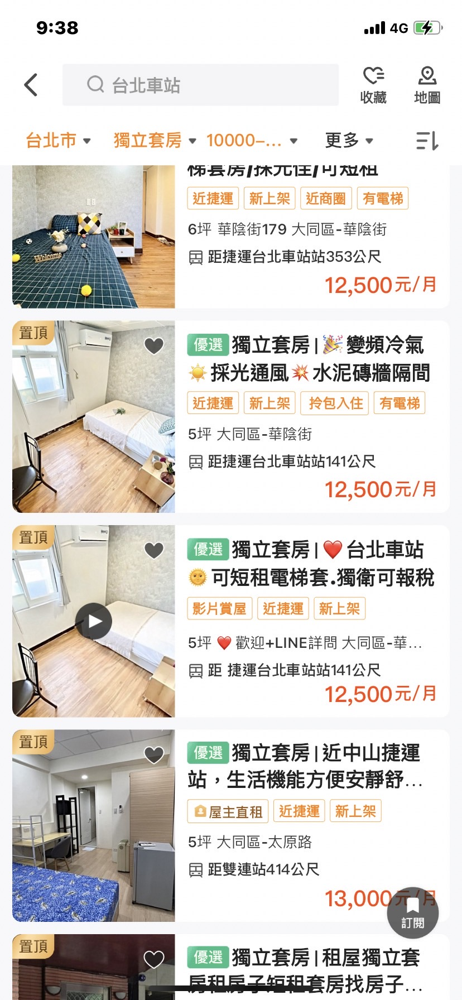 9:38
4G
台北車站
收藏
地圖
台北市
獨立套房
10000–...
更多
梯套房/採光佳/可短租
近捷運 新上架 近商圈 有電梯
6坪 華陰街179 大同區-華陰街
距捷運台北車站站353公尺
Welcome
12,500元/月
置頂
優選 獨立套房|🎉變頻冷氣
☀️採光通風💥水泥磚牆隔間
近捷運 新上架 拎包入住 有電梯
5坪 大同區-華陰街
距捷運台北車站站141公尺
12,500元/月
置頂
優選 獨立套房|❤️台北車站
🌞可短租電梯套.獨衛可報稅
影片賞屋 近捷運 新上架
5坪 ❤️ 歡迎+LINE詳問 大同區-華...
距 捷運台北車站站141公尺
12,500元/月
置頂
優選 獨立套房|近中山捷運
站，生活機能方便安靜舒...
屋主直租 近捷運 新上架
5坪 大同區-太原路
距雙連站414公尺
13,000元/月
訂閱
置頂
優選 獨立套房|租屋獨立套
房租房子短租套房找房子...